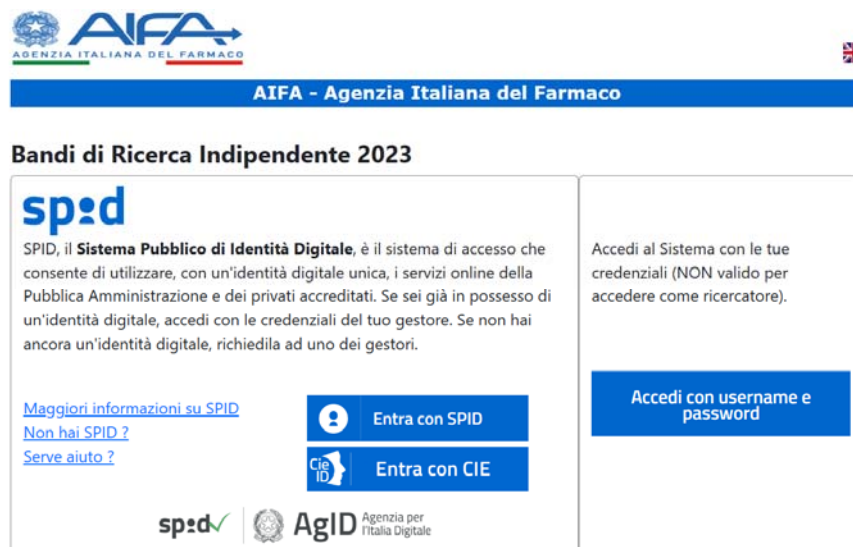 AIFA
AGENZIA ITALIANA DEL FARMACO
AIFA - Agenzia Italiana del Farmaco
Bandi di Ricerca Indipendente 2023
spid
SPID, il Sistema Pubblico di Identità Digitale, è il sistema di accesso che
consente di utilizzare, con un'identità digitale unica, i servizi online della
Pubblica Amministrazione e dei privati accreditati. Se sei già in possesso di
un'identità digitale, accedi con le credenziali del tuo gestore. Se non hai
ancora un'identità digitale, richiedila ad uno dei gestori.
Maggiori informazioni su SPID
Non hai SPID ?
Serve aiuto ?
Entra con SPID
Cie
ID
Entra con CIE
spid
AgID
Agenzia per
l'Italia Digitale
Accedi al Sistema con le tue
credenziali (NON valido per
accedere come ricercatore).
Accedi con username e
password